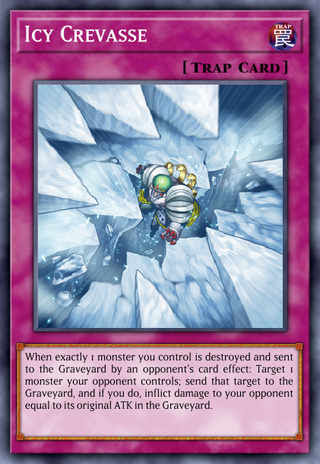 Icy Crevasse
TRAP
罠
[Trap Card]
When exactly 1 monster you control is destroyed and sent
to the Graveyard by an opponent's card effect: Target 1
monster your opponent controls; send that target to the
Graveyard, and if you do, inflict damage to your opponent
equal to its original ATK in the Graveyard.